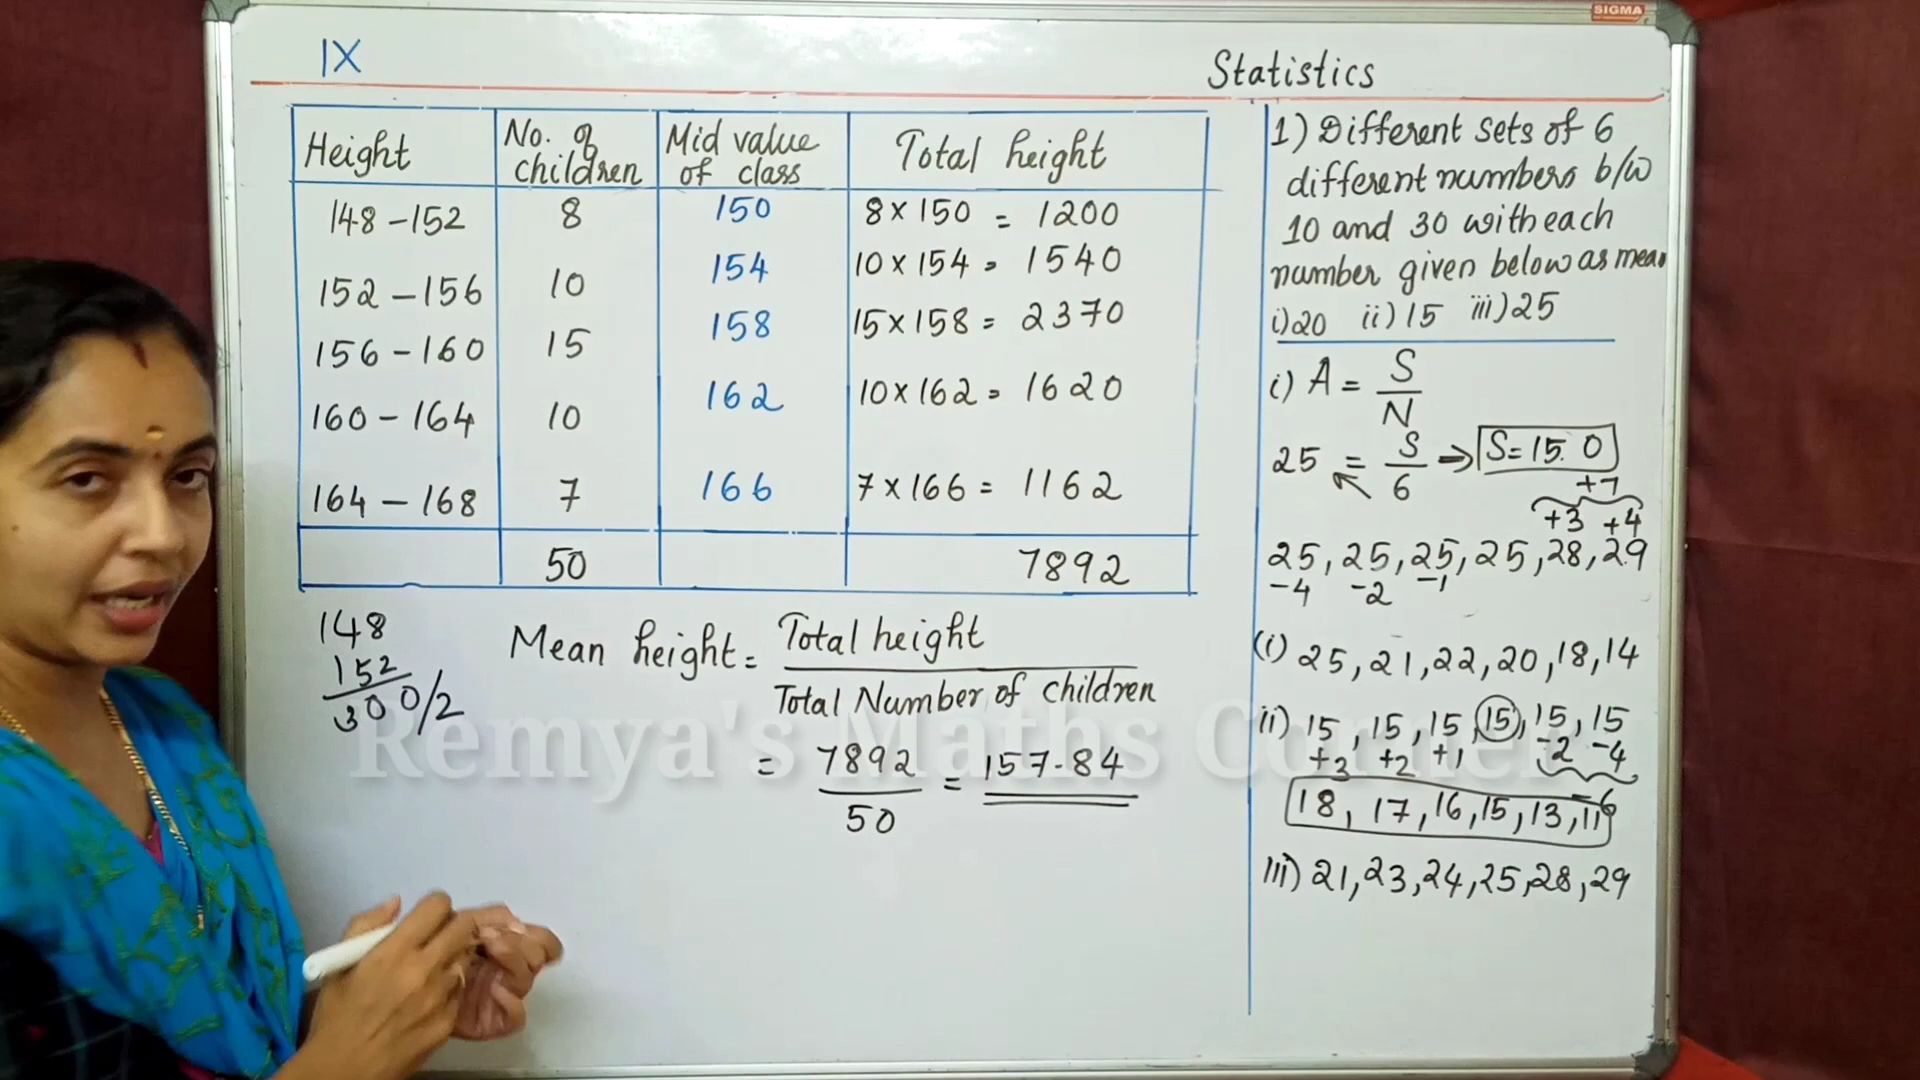 SIGMA
IX
Statistics
Height No. of children Mid value of class Total height
148 - 152 8 150 8 × 150 = 1200
152 - 156 10 154 10 × 154 = 1540
156 - 160 15 158 15 × 158 = 2370
160 - 164 10 162 10 × 162 = 1620
164 - 168 7 166 7 × 166 = 1162
50 7892
148
152
300/2
Mean height = Total height
Total Number of children
= 7892 = 157.84
50
Remya's Maths Corner
1) Different sets of 6
different numbers b/w
10 and 30 with each
number given below as mean
i) 20 ii) 15 iii) 25
i) A = S
N
25 = S → S = 15.0
6
+7
+3 +4
25, 25, 25, 25, 28, 29
-4 -2 -1
(i) 25, 21, 22, 20, 18, 14
ii) 15, 15, 15, 15, 15, 15
+3 +2 +1 -2 -4
-6
18, 17, 16, 15, 13, 11
III) 21, 23, 24, 25, 28, 29